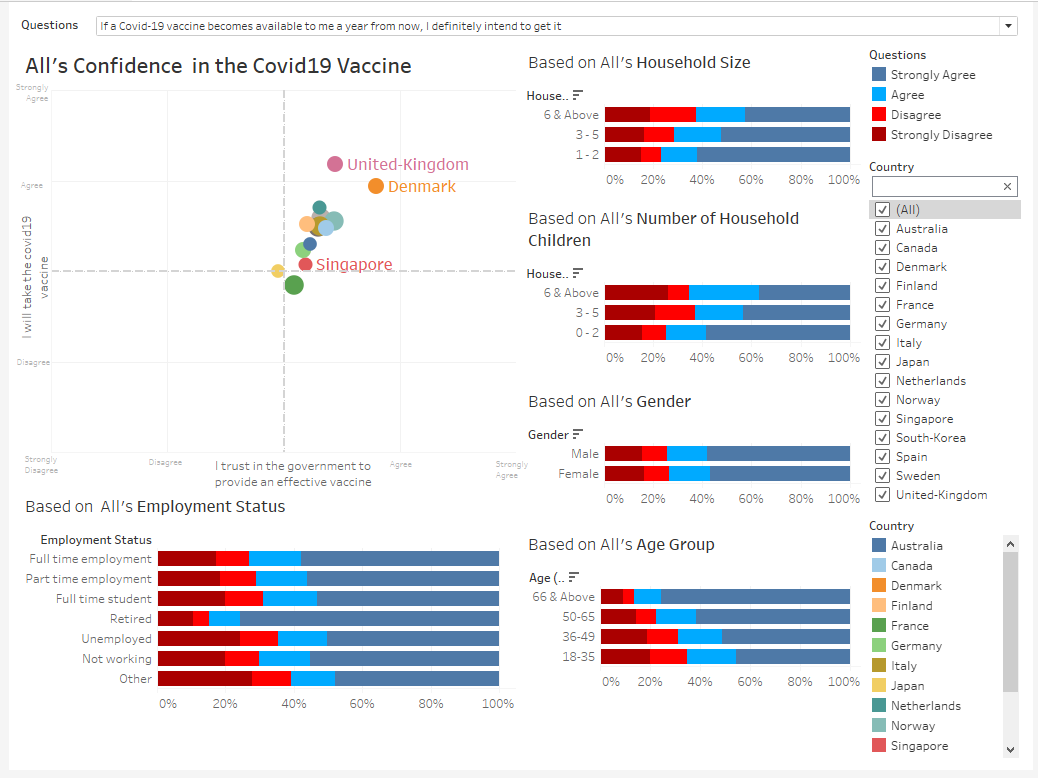 Questions
If a Covid-19 vaccine becomes available to me a year from now, I definitely intend to get it
All's Confidence in the Covid19 Vaccine
Strongly
Agree
Agree
Disagree
Strongly
Disagree
I will take the covid19
vaccine
United-Kingdom
Denmark
Singapore
Disagree
I trust in the government to
provide an effective vaccine
Agree
Strongly
Agree
Based on All's Employment Status
Employment Status
Full time employment
Part time employment
Full time student
Retired
Unemployed
Not working
Other
0% 20% 40% 60% 80% 100%
Based on All's Household Size
House..
6 & Above
3 - 5
1 - 2
0% 20% 40% 60% 80% 100%
Based on All's Number of Household
Children
House..
6 & Above
3 - 5
0 - 2
0% 20% 40% 60% 80% 100%
Based on All's Gender
Gender
Male
Female
0% 20% 40% 60% 80% 100%
Based on All's Age Group
Age (..
66 & Above
50-65
36-49
18-35
0% 20% 40% 60% 80% 100%
Questions
Strongly Agree
Agree
Disagree
Strongly Disagree
Country
(All)
Australia
Canada
Denmark
Finland
France
Germany
Italy
Japan
Netherlands
Norway
Singapore
South-Korea
Spain
Sweden
United-Kingdom
Country
Australia
Canada
Denmark
Finland
France
Germany
Italy
Japan
Netherlands
Norway
Singapore